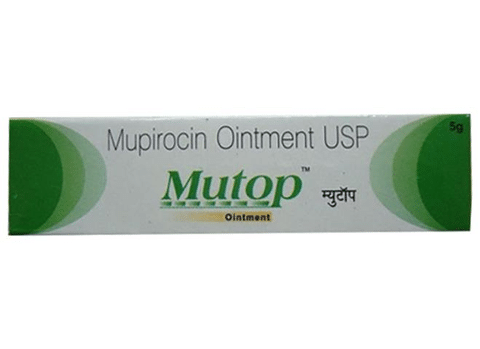 5g
Mupirocin Ointment USP
Mutop™ म्युटॉप
Ointment